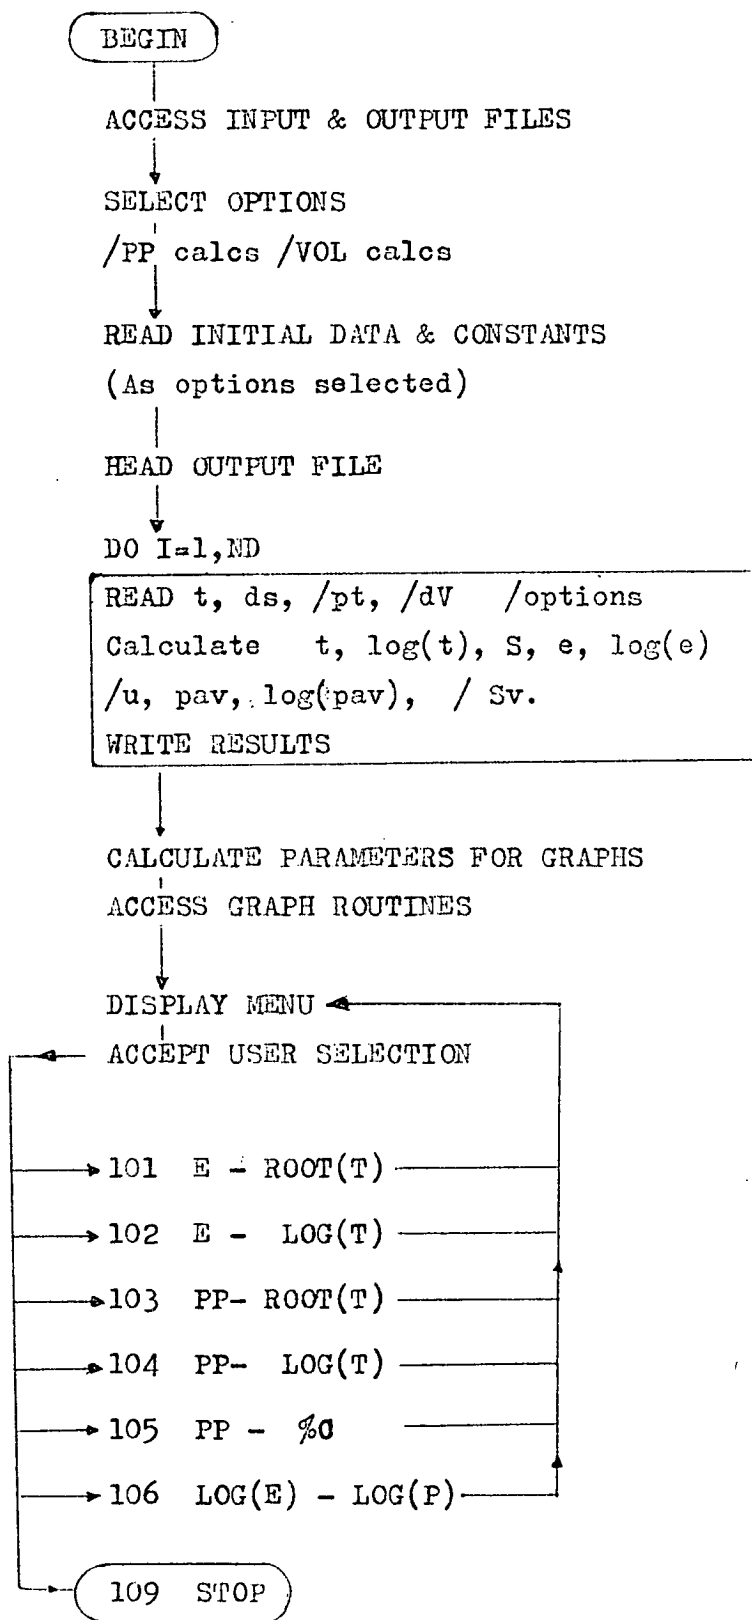 BEGIN
ACCESS INPUT & OUTPUT FILES
SELECT OPTIONS
/PP calcs /VOL calcs
READ INITIAL DATA & CONSTANTS
(As options selected)
HEAD OUTPUT FILE
DO I=1,ND
READ t, ds, /pt, /dV /options
Calculate t, log(t), S, e, log(e)
/u, pav, log(pav), / Sv.
WRITE RESULTS
CALCULATE PARAMETERS FOR GRAPHS
ACCESS GRAPH ROUTINES
DISPLAY MENU
ACCEPT USER SELECTION
101 E - ROOT(T)
102 E - LOG(T)
103 PP- ROOT(T)
104 PP- LOG(T)
105 PP - %C
106 LOG(E) - LOG(P)
109 STOP